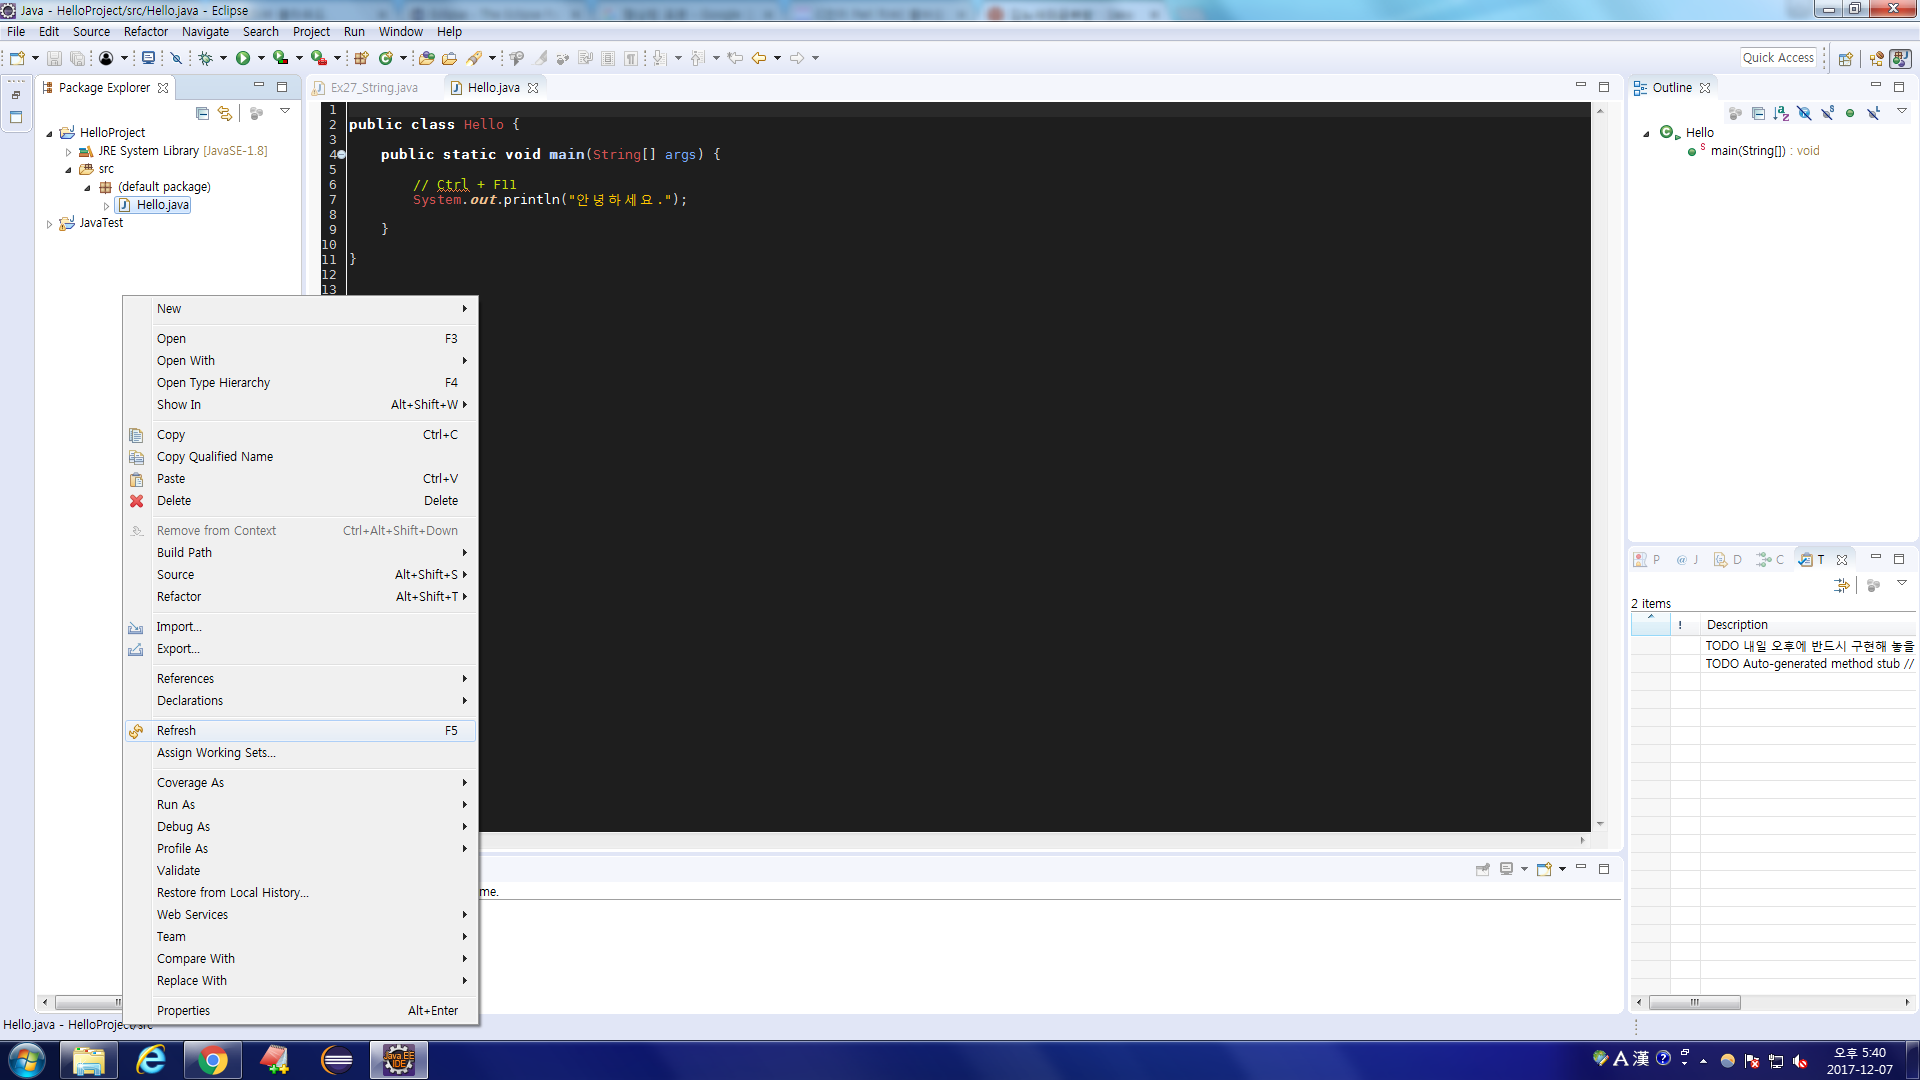 Java - HelloProject/src/Hello.java - Eclipse
File Edit Source Refactor Navigate Search Project Run Window Help
Quick Access
Package Explorer
HelloProject
JRE System Library [JavaSE-1.8]
src
(default package)
Hello.java
JavaTest
Ex27_String.java Hello.java
1
2 public class Hello {
3
4 public static void main(String[] args) {
5
6 // Ctrl + F11
7 System.out.println("안녕하세요.");
8
9 }
10
11 }
12
13
New
Open F3
Open With
Open Type Hierarchy F4
Show In Alt+Shift+W
Copy Ctrl+C
Copy Qualified Name
Paste Ctrl+V
Delete Delete
Remove from Context Ctrl+Alt+Shift+Down
Build Path
Source Alt+Shift+S
Refactor Alt+Shift+T
Import...
Export...
References
Declarations
Refresh F5
Assign Working Sets...
Coverage As
Run As
Debug As
Profile As
Validate
Restore from Local History...
Web Services
Team
Compare With
Replace With
Properties Alt+Enter
me.
Outline
Hello
main(String[]) : void
P @ J D C T
2 items
! Description
TODO 내일 오후에 반드시 구현해 놓을
TODO Auto-generated method stub //
Hello.java - HelloProject/src
Java EE
IDE
A 漢
오후 5:40
2017-12-07